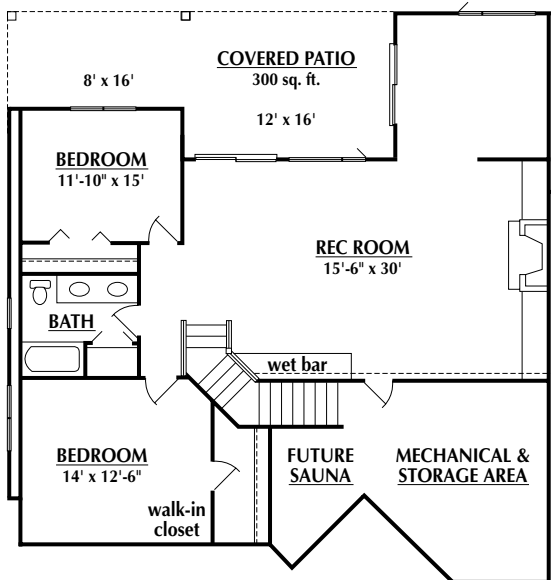 COVERED PATIO
300 sq. ft.
8' x 16'
12' x 16'
BEDROOM
11'-10" x 15'
REC ROOM
15'-6" x 30'
BATH
wet bar
BEDROOM
14' x 12'-6"
walk-in
closet
FUTURE
SAUNA
MECHANICAL &
STORAGE AREA